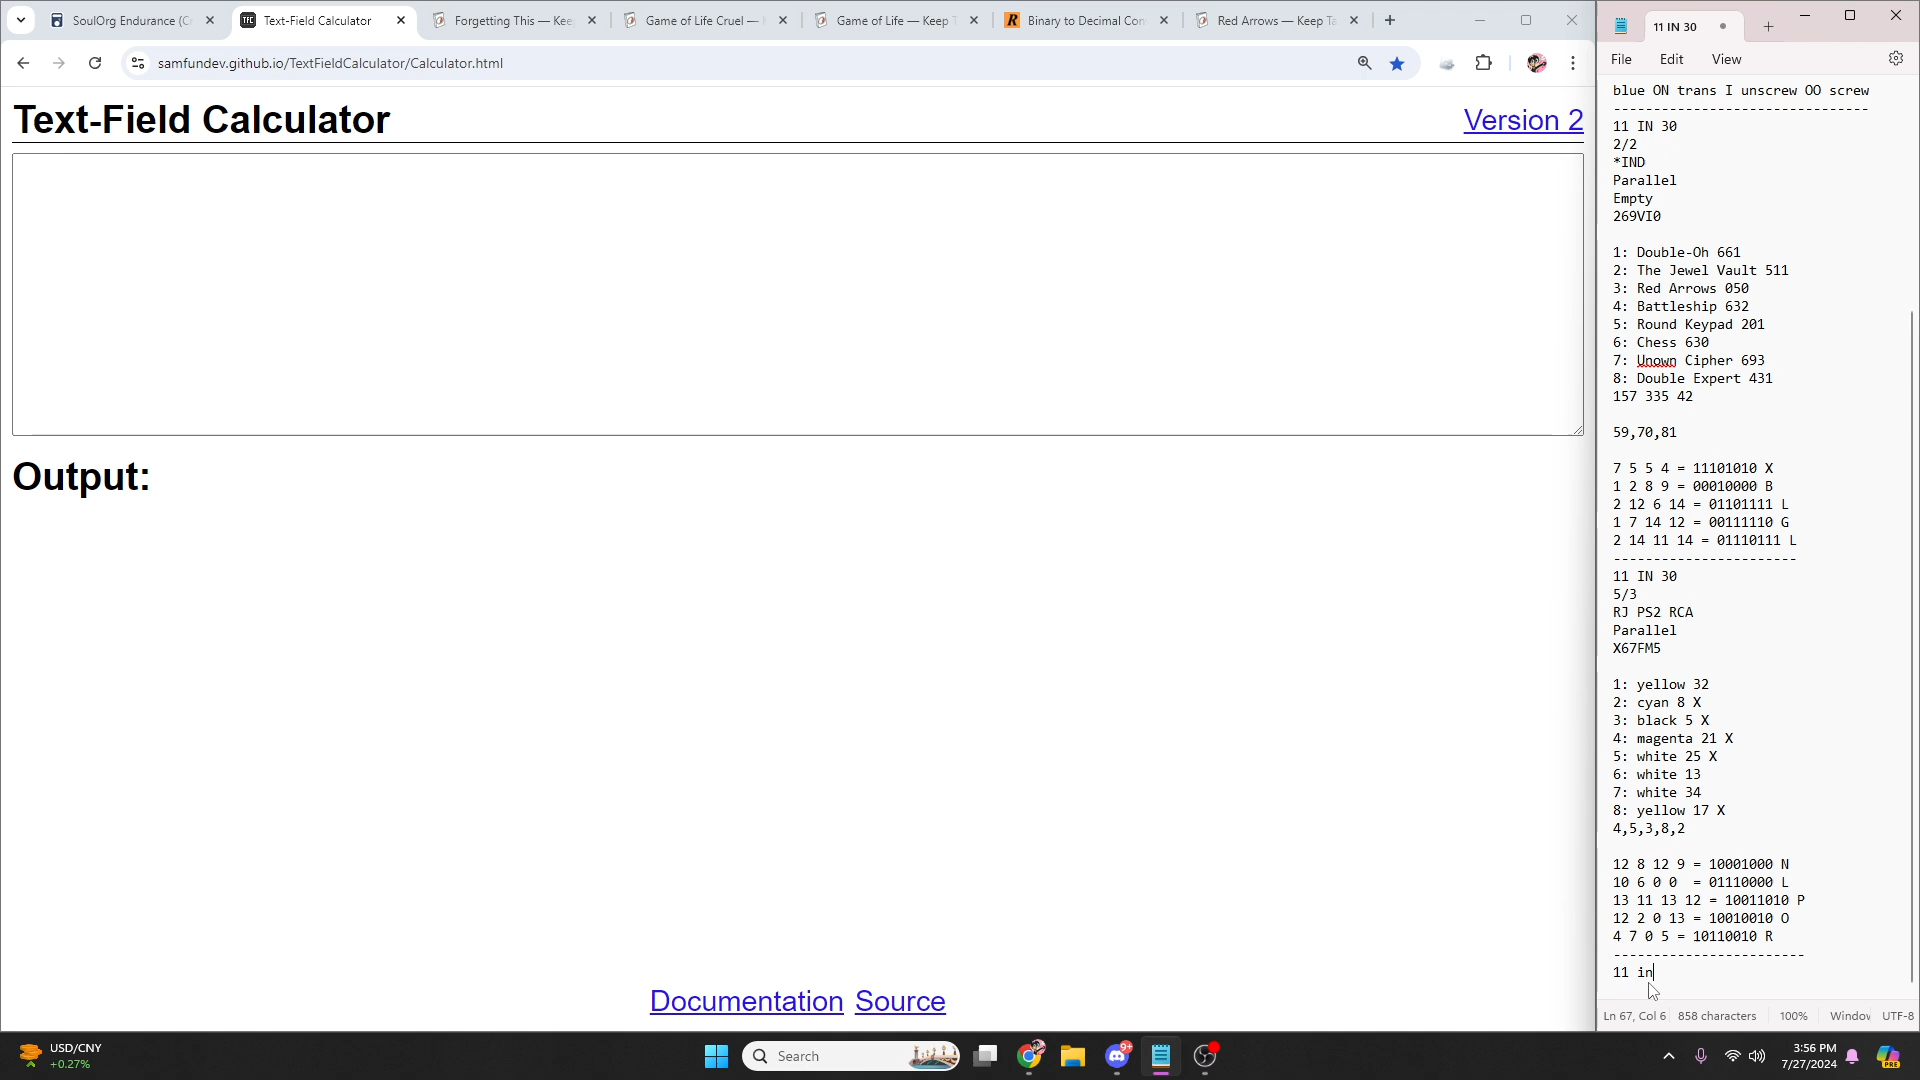 SoulOrg Endurance (C
Text-Field Calculator
Forgetting This — Kee
Game of Life Cruel —
Game of Life — Keep T
Binary to Decimal Con
Red Arrows — Keep Ta
samfundev.github.io/TextFieldCalculator/Calculator.html
Text-Field Calculator
Version 2
Output:
Documentation Source
11 IN 30
File Edit View
blue ON trans I unscrew OO screw
--------------------------------
11 IN 30
2/2
*IND
Parallel
Empty
269VI0
1: Double-Oh 661
2: The Jewel Vault 511
3: Red Arrows 050
4: Battleship 632
5: Round Keypad 201
6: Chess 630
7: Unown Cipher 693
8: Double Expert 431
157 335 42
59,70,81
7 5 5 4 = 11101010 X
1 2 8 9 = 00010000 B
2 12 6 14 = 01101111 L
1 7 14 12 = 00111110 G
2 14 11 14 = 01110111 L
-----------------------
11 IN 30
5/3
RJ PS2 RCA
Parallel
X67FM5
1: yellow 32
2: cyan 8 X
3: black 5 X
4: magenta 21 X
5: white 25 X
6: white 13
7: white 34
8: yellow 17 X
4,5,3,8,2
12 8 12 9 = 10001000 N
10 6 0 0  = 01110000 L
13 11 13 12 = 10011010 P
12 2 0 13 = 10010010 O
4 7 0 5 = 10110010 R
------------------------
11 in
Ln 67, Col 6 858 characters 100% Window UTF-8
USD/CNY
+0.27%
Search
9+
3:56 PM
7/27/2024
PRE